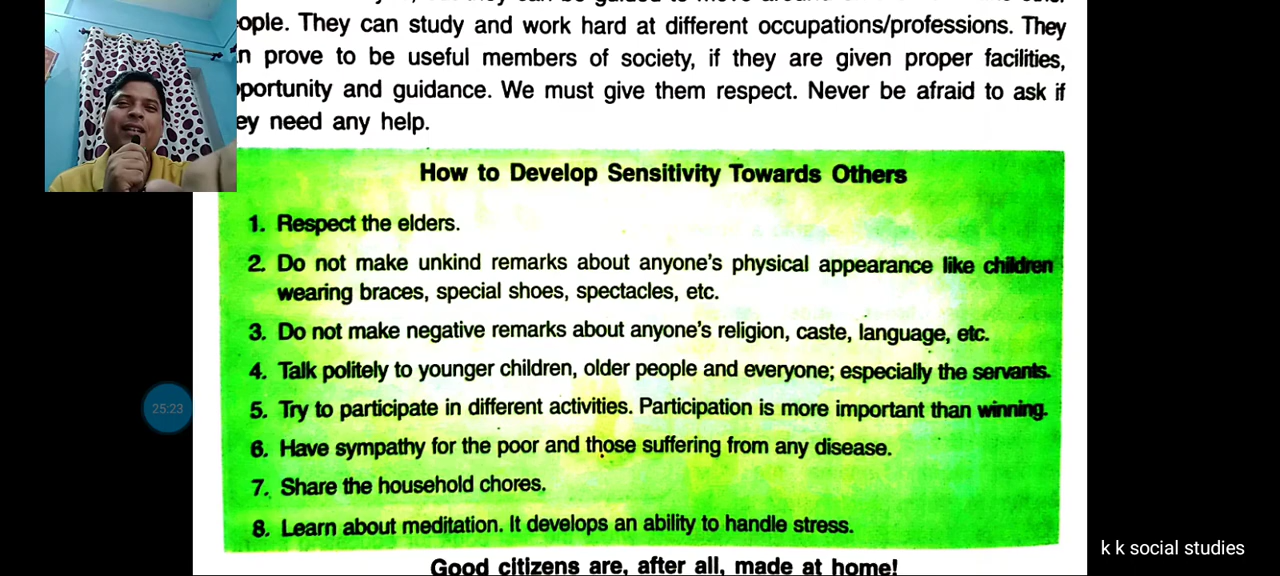 ople. They can study and work hard at different occupations/professions. They
n prove to be useful members of society, if they are given proper facilities,
portunity and guidance. We must give them respect. Never be afraid to ask if
ey need any help.
How to Develop Sensitivity Towards Others
1. Respect the elders.
2. Do not make unkind remarks about anyone's physical appearance like children
wearing braces, special shoes, spectacles, etc.
3. Do not make negative remarks about anyone's religion, caste, language, etc.
4. Talk politely to younger children, older people and everyone; especially the servants.
5. Try to participate in different activities. Participation is more important than winning.
6. Have sympathy for the poor and those suffering from any disease.
7. Share the household chores.
8. Learn about meditation. It develops an ability to handle stress.
Good citizens are, after all, made at home!
25:23
k k social studies